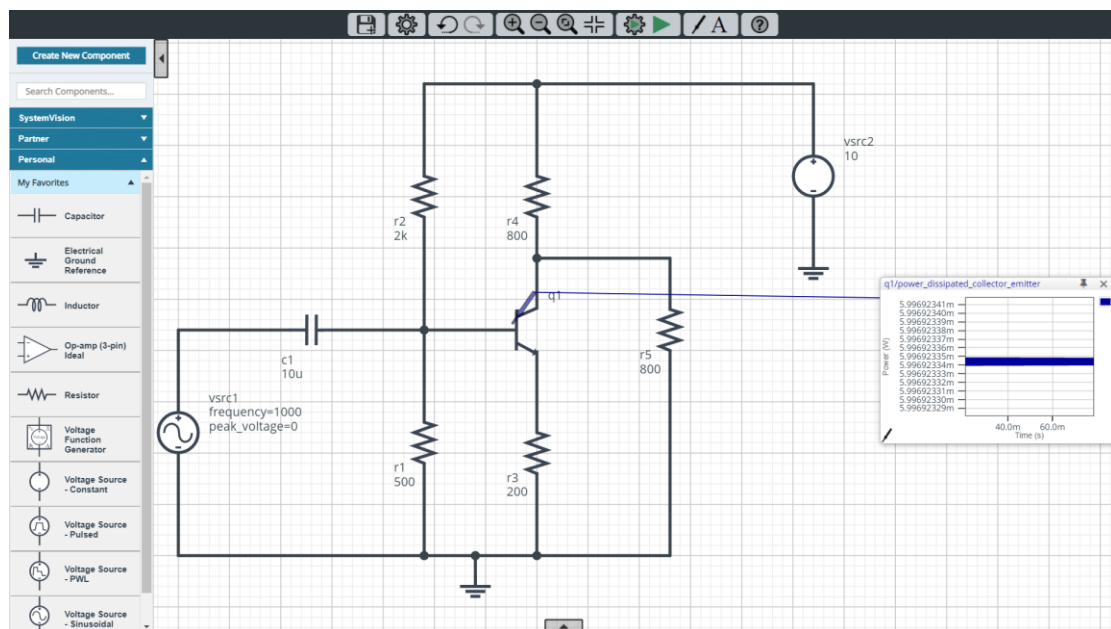 A
Create New Component
Search Components...
SystemVision
Partner
Personal
My Favorites
Capacitor
Electrical
Ground
Reference
Inductor
Op-amp (3-pin)
Ideal
Resistor
Voltage
Function
Generator
Voltage Source
- Constant
Voltage Source
- Pulsed
Voltage Source
- PWL
Voltage Source
- Sinusoidal
vsrc2
10
r2
2k
r4
800
q1
c1
10u
r5
800
vsrc1
frequency=1000
peak_voltage=0
r1
500
r3
200
q1/power_dissipated_collector_emitter
5.99692341m
5.99692340m
5.99692339m
5.99692338m
5.99692337m
5.99692336m
5.99692335m
5.99692334m
5.99692333m
5.99692332m
5.99692331m
5.99692330m
5.99692329m
Power (W)
40.0m 60.0m
Time (s)